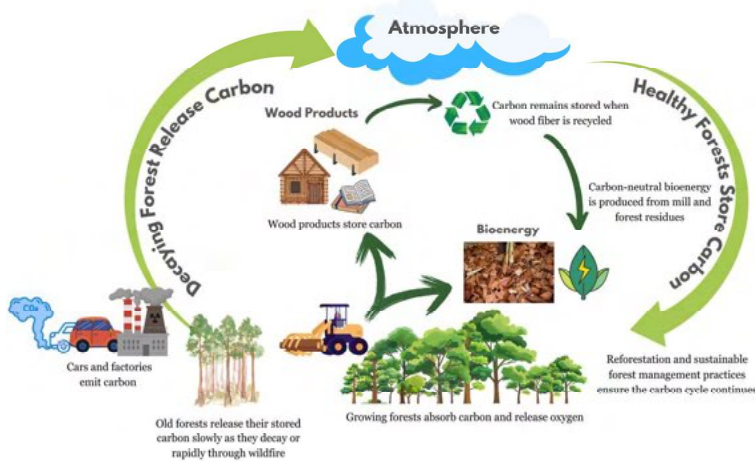 Atmosphere
Decaying Forest Release Carbon
Healthy Forests Store Carbon
Wood Products
Carbon remains stored when
wood fiber is recycled
Carbon-neutral bioenergy
is produced from mill and
forest residues
Wood products store carbon
Bioenergy
CO₂
Cars and factories
emit carbon
Reforestation and sustainable
forest management practices
ensure the carbon cycle continues
Growing forests absorb carbon and release oxygen
Old forests release their stored
carbon slowly as they decay or
rapidly through wildfire